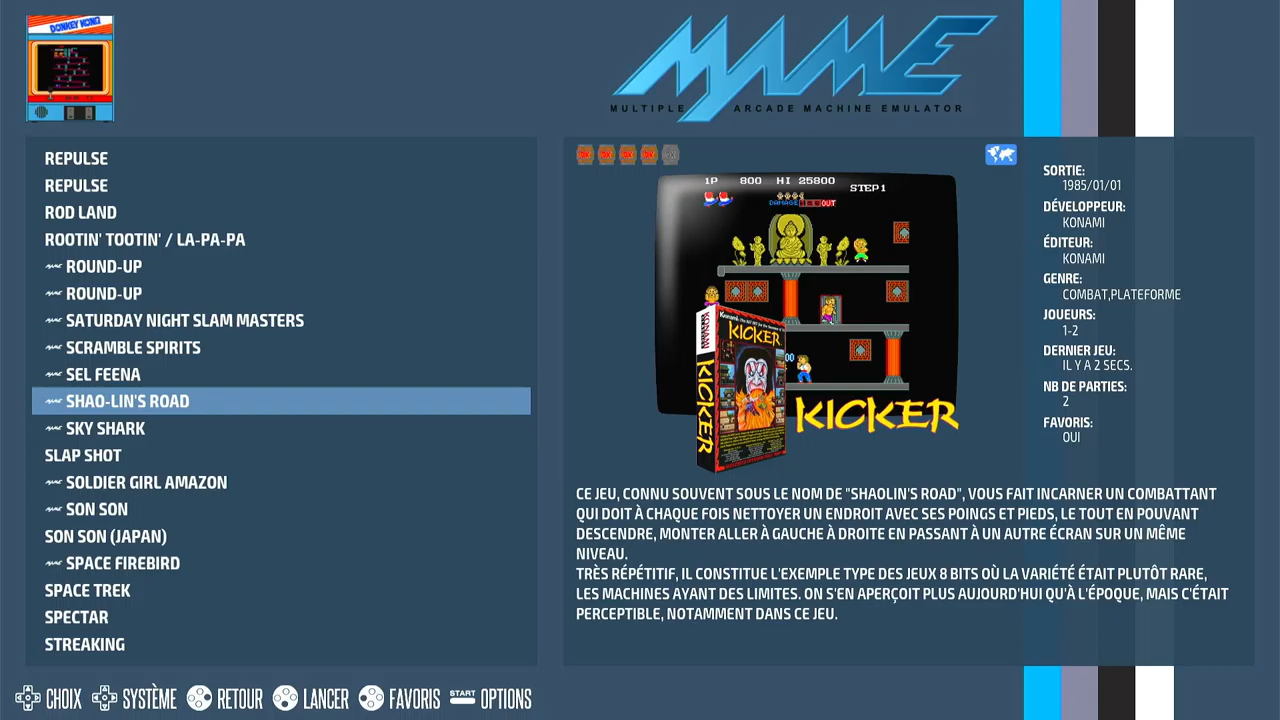 DONKEY KONG
MAME
MULTIPLE ARCADE MACHINE EMULATOR
REPULSE
REPULSE
ROD LAND
ROOTIN' TOOTIN' / LA-PA-PA
ROUND-UP
ROUND-UP
SATURDAY NIGHT SLAM MASTERS
SCRAMBLE SPIRITS
SEL FEENA
SHAO-LIN'S ROAD
SKY SHARK
SLAP SHOT
SOLDIER GIRL AMAZON
SON SON
SON SON (JAPAN)
SPACE FIREBIRD
SPACE TREK
SPECTAR
STREAKING
1P 800 HI 25800
STEP1
DAMAGE OUT
KONAMI
KICKER
KICKER
KICKER
SORTIE:
1985/01/01
DÉVELOPPEUR:
KONAMI
ÉDITEUR:
KONAMI
GENRE:
COMBAT,PLATEFORME
JOUEURS:
1-2
DERNIER JEU:
IL Y A 2 SECS.
NB DE PARTIES:
2
FAVORIS:
OUI
CE JEU, CONNU SOUVENT SOUS LE NOM DE "SHAOLIN'S ROAD", VOUS FAIT INCARNER UN COMBATTANT
QUI DOIT À CHAQUE FOIS NETTOYER UN ENDROIT AVEC SES POINGS ET PIEDS, LE TOUT EN POUVANT
DESCENDRE, MONTER ALLER À GAUCHE À DROITE EN PASSANT À UN AUTRE ÉCRAN SUR UN MÊME
NIVEAU.
TRÈS RÉPÉTITIF, IL CONSTITUE L'EXEMPLE TYPE DES JEUX 8 BITS OÙ LA VARIÉTÉ ÉTAIT PLUTÔT RARE,
LES MACHINES AYANT DES LIMITES. ON S'EN APERÇOIT PLUS AUJOURD'HUI QU'À L'ÉPOQUE, MAIS C'ÉTAIT
PERCEPTIBLE, NOTAMMENT DANS CE JEU.
CHOIX SYSTÈME RETOUR LANCER FAVORIS START OPTIONS